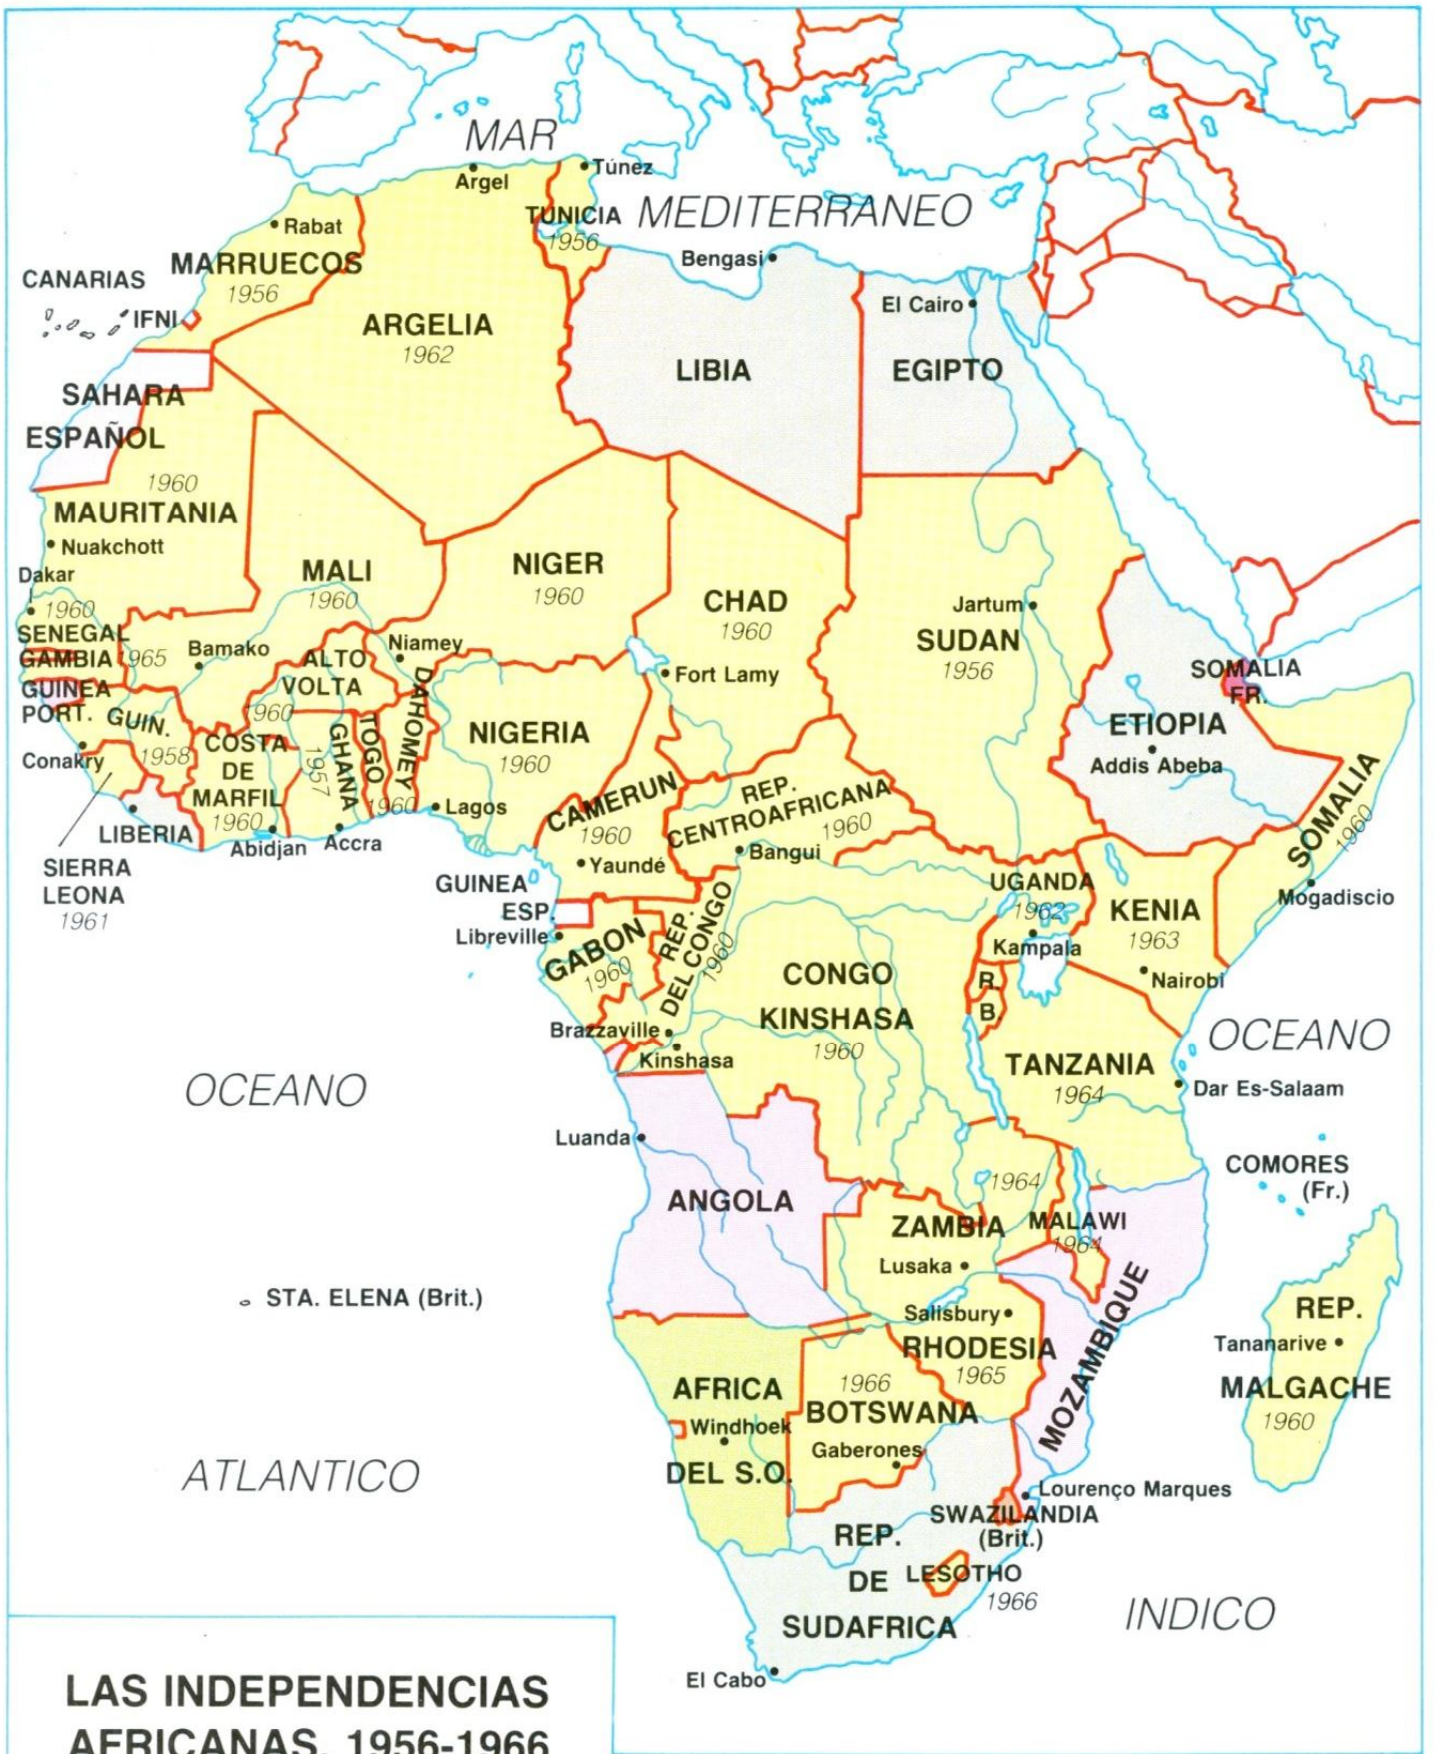 MAR
Argel
Túnez
TUNICIA
1956
MEDITERRANEO
Rabat
MARRUECOS
1956
Bengasi
CANARIAS
IFNI
El Cairo
ARGELIA
1962
LIBIA
EGIPTO
SAHARA
ESPAÑOL
1960
MAURITANIA
Nuakchott
Dakar
1960
SENEGAL
GAMBIA
1965
GUINEA
PORT.
GUIN.
1958
Conakry
MALI
1960
Bamako
NIGER
1960
Niamey
CHAD
1960
Fort Lamy
Jartum
SUDAN
1956
SOMALIA
FR.
ETIOPIA
Addis Abeba
SOMALIA
1960
Mogadiscio
ALTO
VOLTA
1960
COSTA
DE
MARFIL
1960
Abidjan
GHANA
1957
Accra
TOGO
1960
DAHOMEY
NIGERIA
1960
Lagos
LIBERIA
SIERRA
LEONA
1961
CAMERUN
1960
Yaundé
REP.
CENTROAFRICANA
1960
Bangui
GUINEA
ESP.
Libreville
GABON
1960
REP.
DEL CONGO
1960
Brazzaville
Kinshasa
CONGO
KINSHASA
1960
UGANDA
1962
Kampala
KENIA
1963
Nairobi
R.
B.
TANZANIA
1964
Dar Es-Salaam
OCEANO
OCEANO
Luanda
ANGOLA
COMORES
(Fr.)
1964
ZAMBIA
Lusaka
MALAWI
1964
STA. ELENA (Brit.)
Salisbury
RHODESIA
1965
MOZAMBIQUE
REP.
Tananarive
MALGACHE
1960
AFRICA
Windhoek
DEL S.O.
1966
BOTSWANA
Gaberones
ATLANTICO
Lourenço Marques
SWAZILANDIA
(Brit.)
REP.
DE
SUDAFRICA
LESOTHO
1966
INDICO
El Cabo
LAS INDEPENDENCIAS
AFRICANAS. 1956-1966